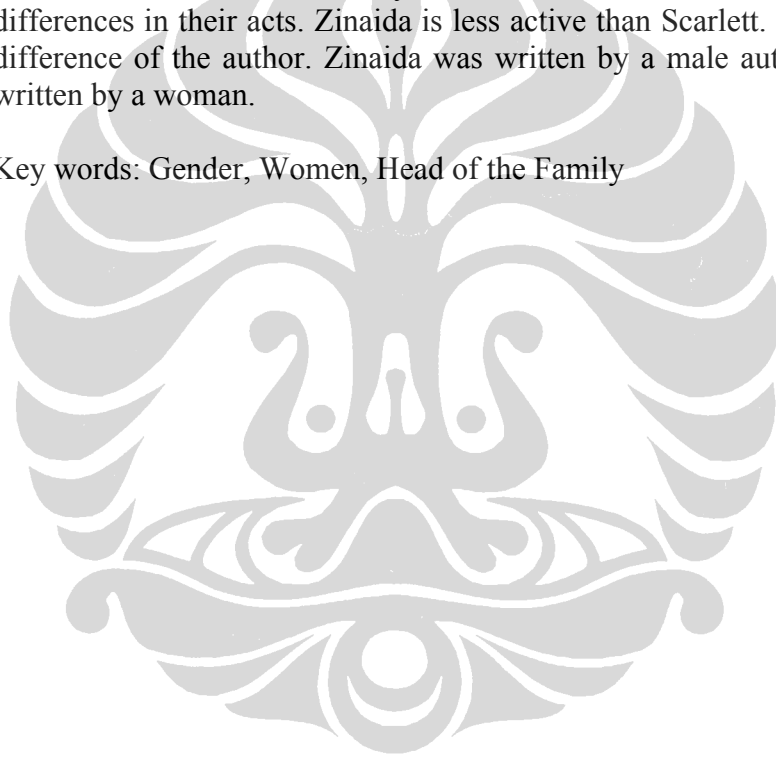 differences in their acts. Zinaida is less active than Scarlett.
difference of the author. Zinaida was written by a male aut
written by a woman.
Key words: Gender, Women, Head of the Family